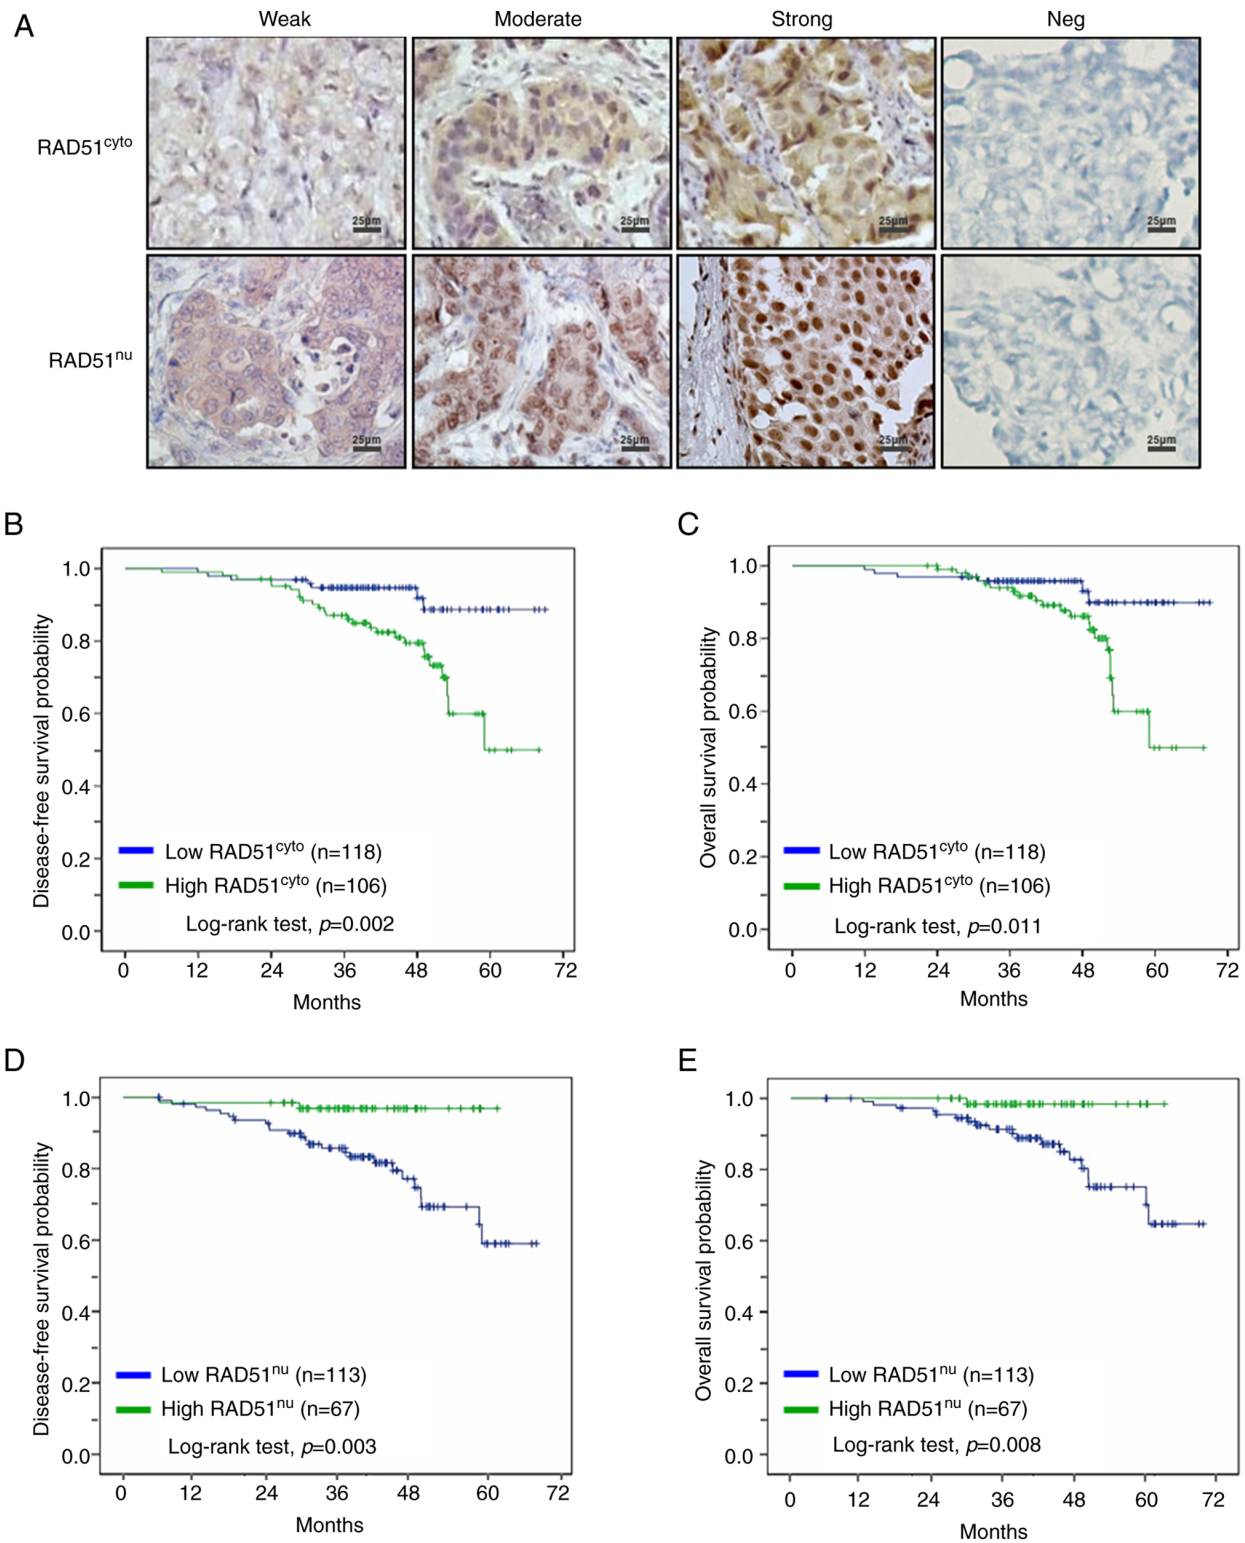 A
Weak Moderate Strong Neg
RAD51cyto
25µm 25µm 25µm 25µm
RAD51nu
25µm 25µm 25µm 25µm
B
Disease-free survival probability
1.0
0.8
0.6
0.4
0.2
0.0
Low RAD51cyto (n=118)
High RAD51cyto (n=106)
Log-rank test, p=0.002
0 12 24 36 48 60 72
Months
C
Overall survival probability
1.0
0.8
0.6
0.4
0.2
0.0
Low RAD51cyto (n=118)
High RAD51cyto (n=106)
Log-rank test, p=0.011
0 12 24 36 48 60 72
Months
D
Disease-free survival probability
1.0
0.8
0.6
0.4
0.2
0.0
Low RAD51nu (n=113)
High RAD51nu (n=67)
Log-rank test, p=0.003
0 12 24 36 48 60 72
Months
E
Overall survival probability
1.0
0.8
0.6
0.4
0.2
0.0
Low RAD51nu (n=113)
High RAD51nu (n=67)
Log-rank test, p=0.008
0 12 24 36 48 60 72
Months